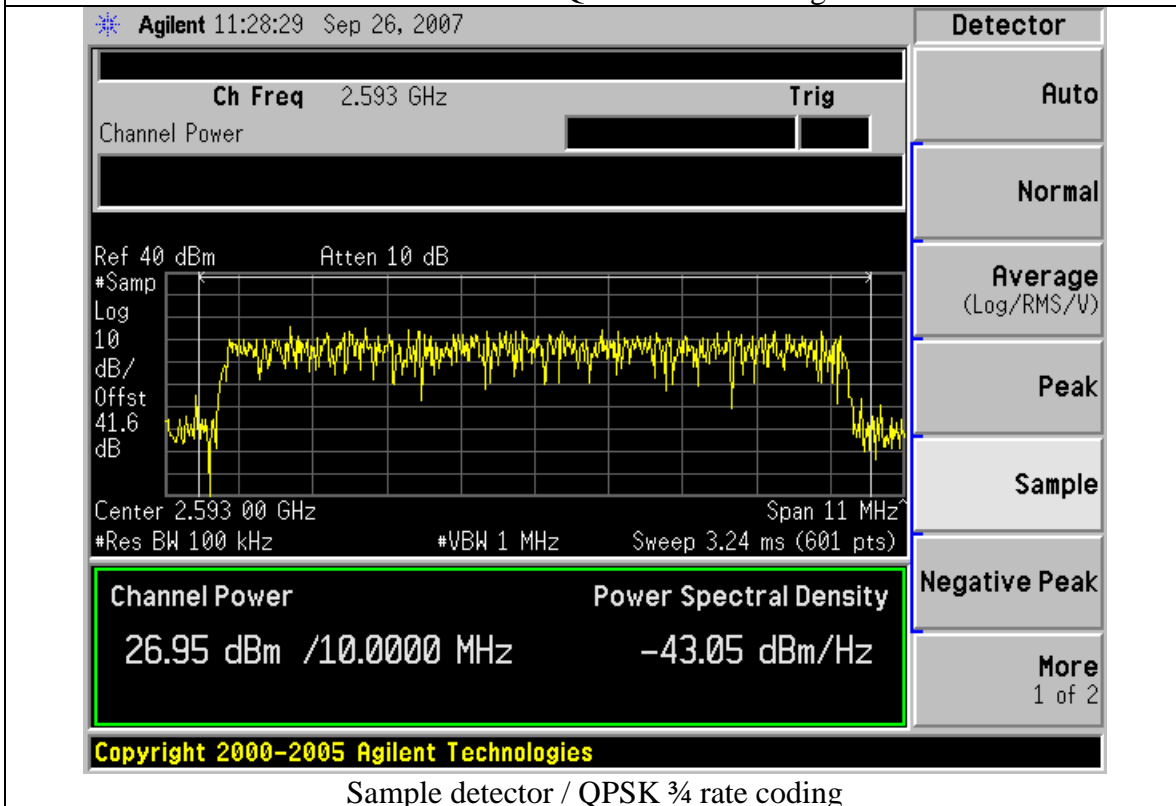 Agilent 11:28:29 Sep 26, 2007
Detector
Ch Freq 2.593 GHz Trig
Channel Power
Ref 40 dBm Atten 10 dB
#Samp
Log
10
dB/
Offst
41.6
dB
Center 2.593 00 GHz Span 11 MHz^
#Res BW 100 kHz #VBW 1 MHz Sweep 3.24 ms (601 pts)
Channel Power Power Spectral Density
26.95 dBm /10.0000 MHz -43.05 dBm/Hz
Copyright 2000-2005 Agilent Technologies
Auto
Normal
Average
(Log/RMS/V)
Peak
Sample
Negative Peak
More
1 of 2
Sample detector / QPSK ¾ rate coding